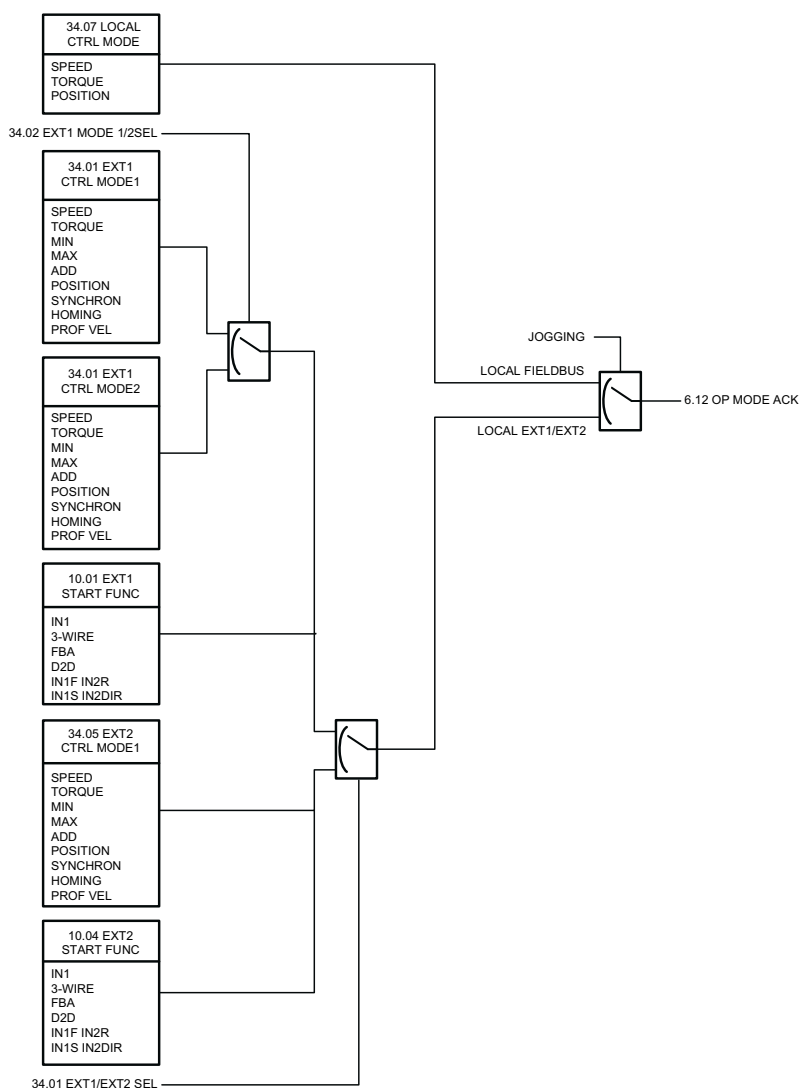 34.07 LOCAL
CTRL MODE
SPEED
TORQUE
POSITION
34.02 EXT1 MODE 1/2SEL
34.01 EXT1
CTRL MODE1
SPEED
TORQUE
MIN
MAX
ADD
POSITION
SYNCHRON
HOMING
PROF VEL
34.01 EXT1
CTRL MODE2
SPEED
TORQUE
MIN
MAX
ADD
POSITION
SYNCHRON
HOMING
PROF VEL
JOGGING
LOCAL FIELDBUS
6.12 OP MODE ACK
LOCAL EXT1/EXT2
10.01 EXT1
START FUNC
IN1
3-WIRE
FBA
D2D
IN1F IN2R
IN1S IN2DIR
34.05 EXT2
CTRL MODE1
SPEED
TORQUE
MIN
MAX
ADD
POSITION
SYNCHRON
HOMING
PROF VEL
10.04 EXT2
START FUNC
IN1
3-WIRE
FBA
D2D
IN1F IN2R
IN1S IN2DIR
34.01 EXT1/EXT2 SEL